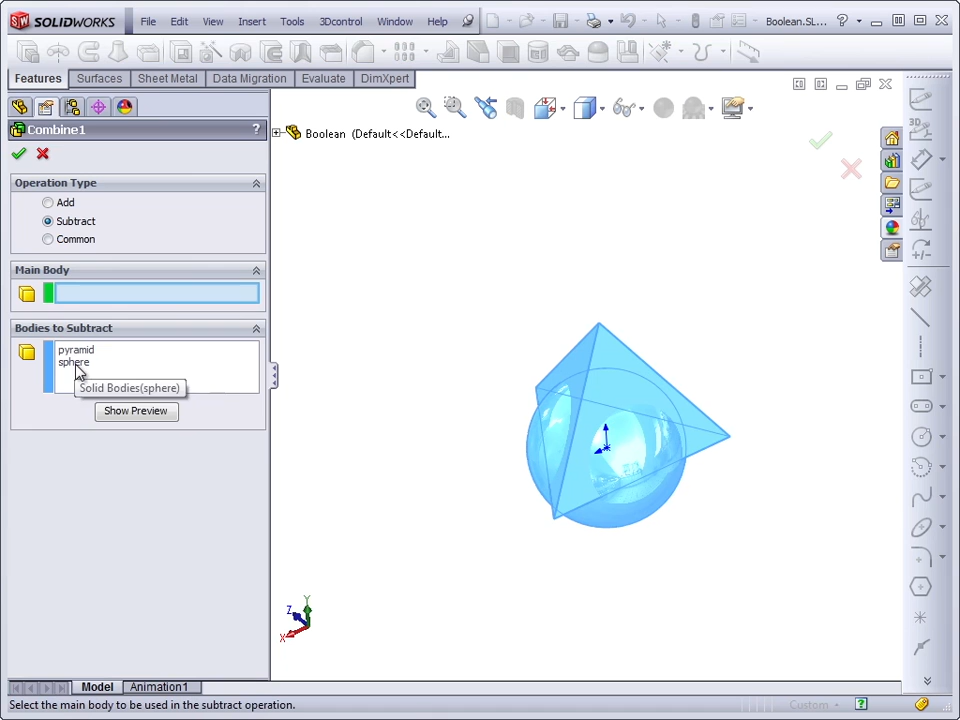 SOLIDWORKS File Edit View Insert Tools 3Dcontrol Window Help Boolean.SL... ?
Features Surfaces Sheet Metal Data Migration Evaluate DimXpert
Combine1 ?
Boolean (Default<<Default...
Operation Type
Add
Subtract
Common
Main Body
Bodies to Subtract
pyramid
sphere
Solid Bodies(sphere)
Show Preview
3D
Y
Z
X
Model Animation1
Select the main body to be used in the subtract operation. Custom ?